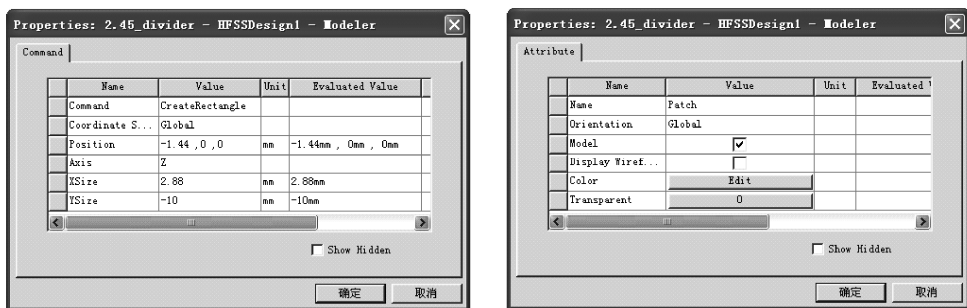 Properties: 2.45_divider - HFSSDesign1 - Modeler
Command
Name Value Unit Evaluated Value
Command CreateRectangle
Coordinate S... Global
Position -1.44 ,0 ,0 mm -1.44mm , 0mm , 0mm
Axis Z
XSize 2.88 mm 2.88mm
YSize -10 mm -10mm
Show Hidden
确定 取消
Properties: 2.45_divider - HFSSDesign1 - Modeler
Attribute
Name Value Unit Evaluated V
Name Patch
Orientation Global
Model
Display Wiref...
Color Edit
Transparent 0
Show Hidden
确定 取消